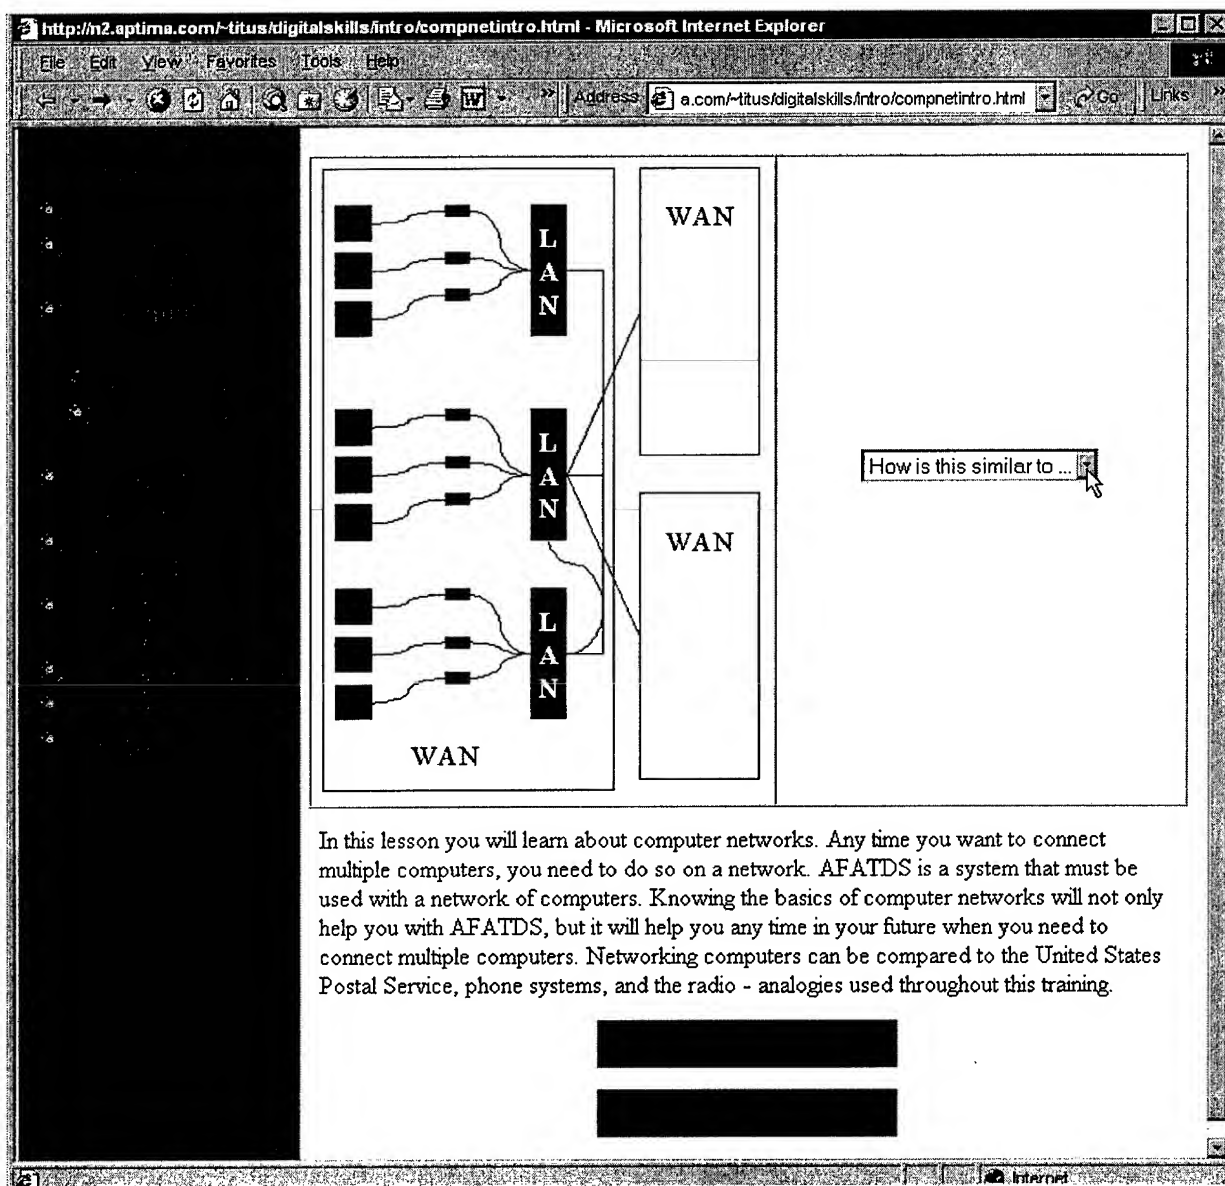 http://n2.aptima.com/~titus/digitalskills/intro/compnetintro.html - Microsoft Internet Explorer
File Edit View Favorites Tools Help
Address a.com/~titus/digitalskills/intro/compnetintro.html Go Links
L
A
N
WAN
L
A
N
How is this similar to ...
WAN
L
A
N
WAN
In this lesson you will learn about computer networks. Any time you want to connect
multiple computers, you need to do so on a network. AFATDS is a system that must be
used with a network of computers. Knowing the basics of computer networks will not only
help you with AFATDS, but it will help you any time in your future when you need to
connect multiple computers. Networking computers can be compared to the United States
Postal Service, phone systems, and the radio - analogies used throughout this training.
Internet